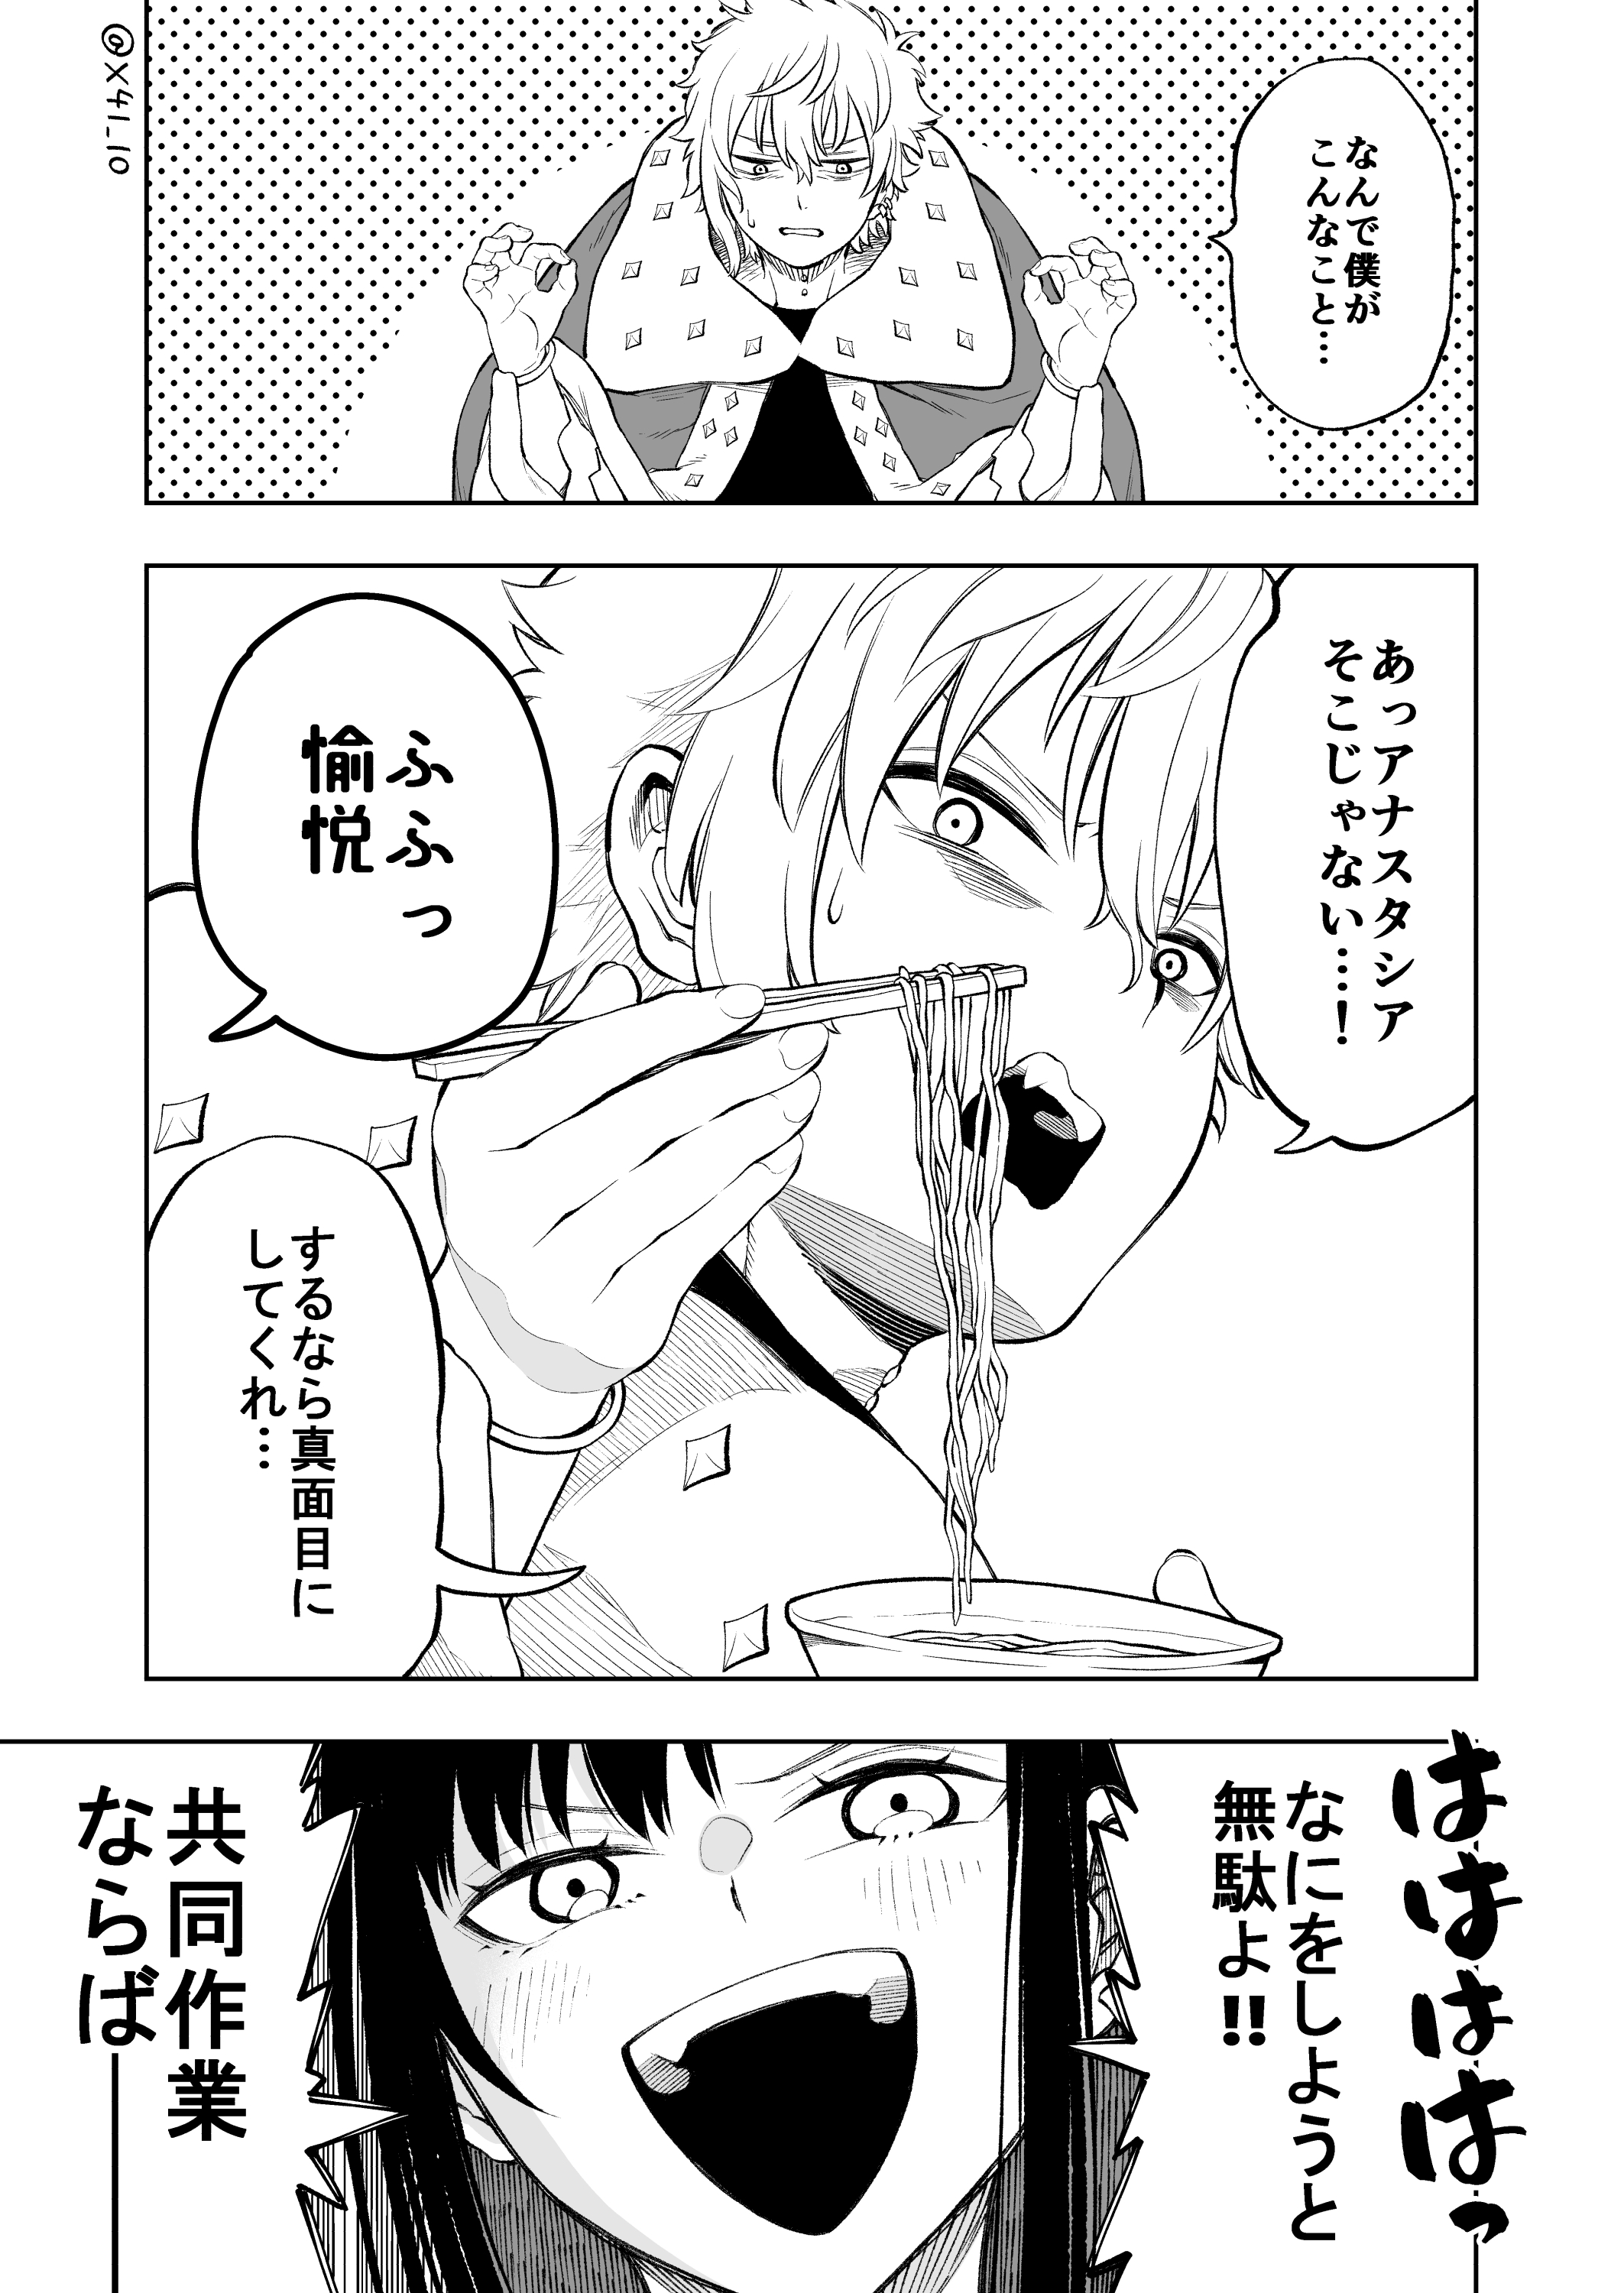 @X41_10
なんで僕が
こんなこと…
あっアナスタシア
そこじゃない……！
ふふっ
愉悦
するなら真面目に
してくれ…
はははははっ
なにをしようと
無駄よ!!
共同作業
ならば──